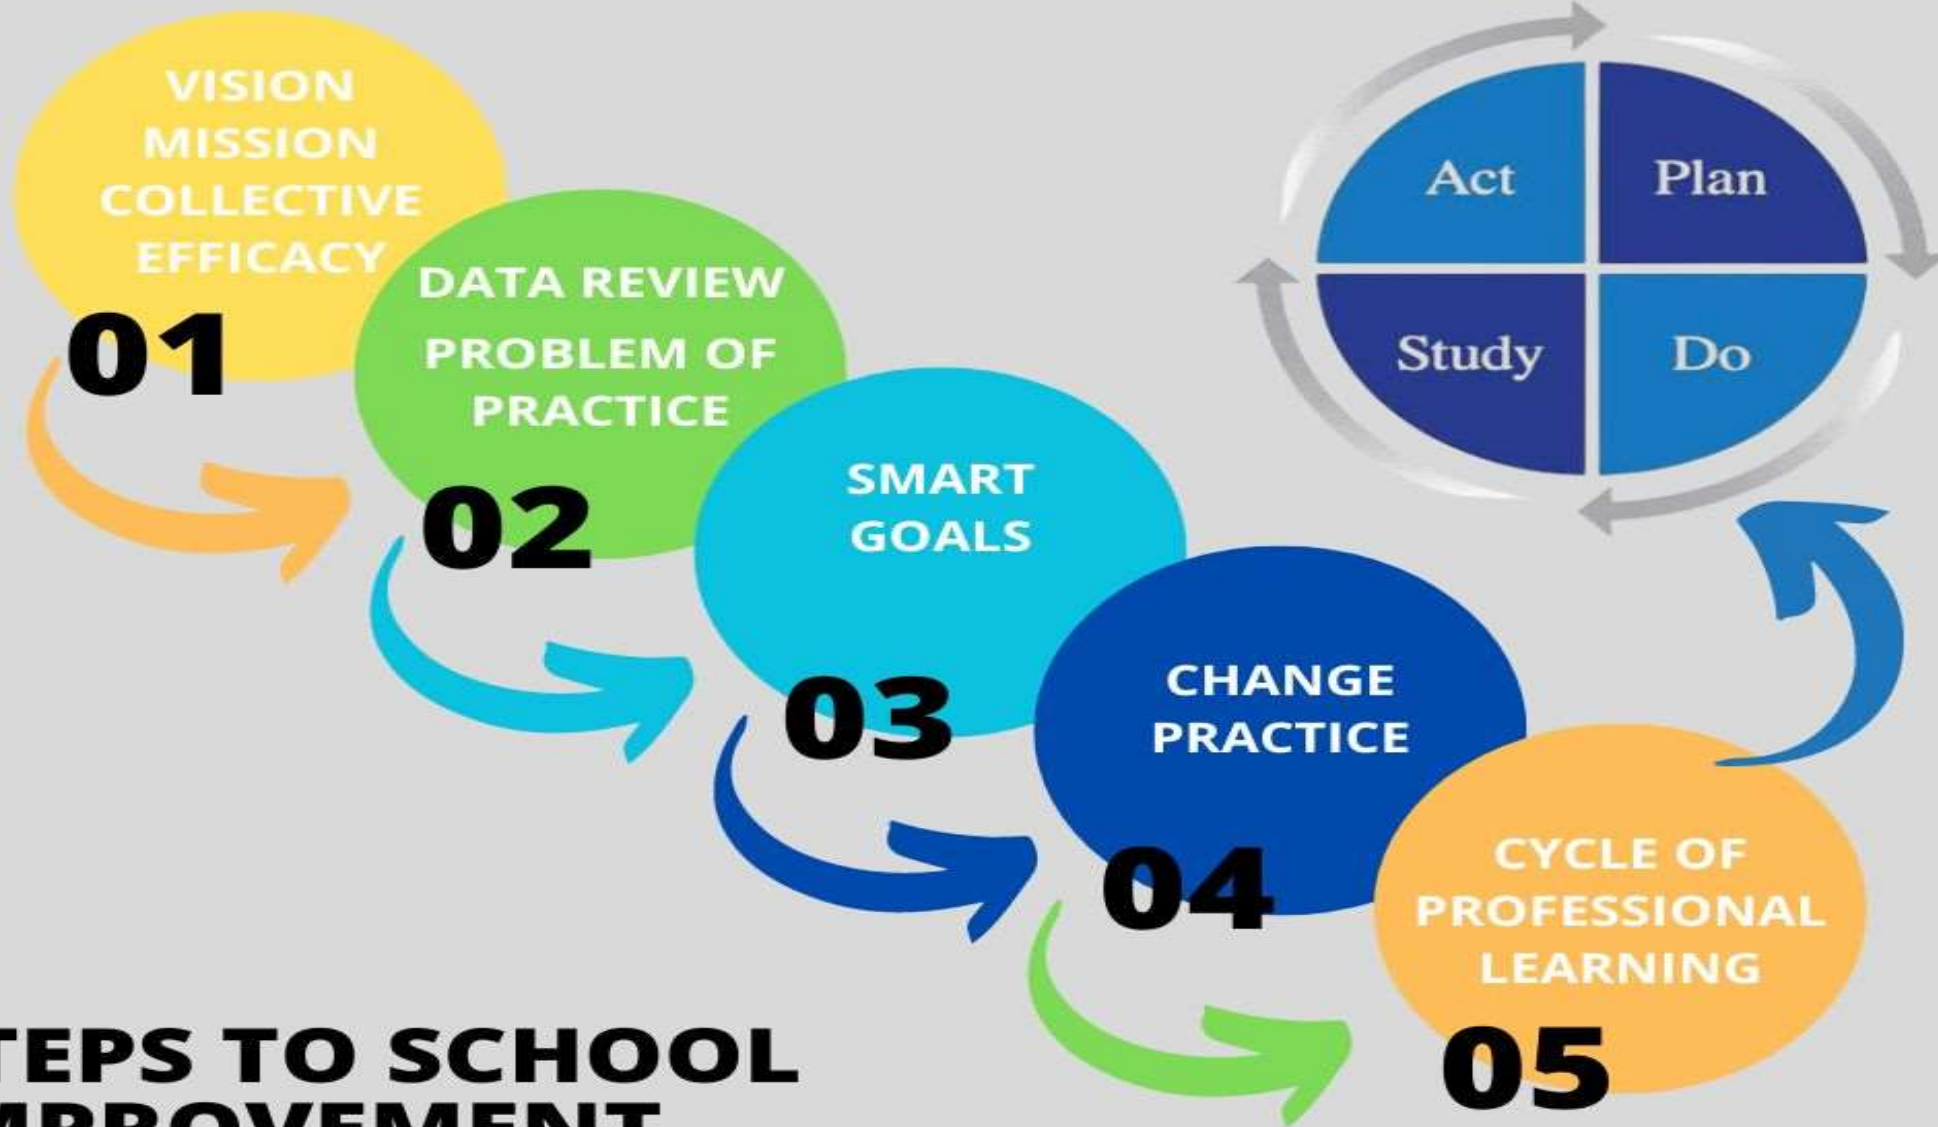 VISION
MISSION
COLLECTIVE
EFFICACY
01
DATA REVIEW
PROBLEM OF
PRACTICE
02
SMART
GOALS
03
CHANGE
PRACTICE
04
CYCLE OF
PROFESSIONAL
LEARNING
05
Act
Plan
Study
Do
TEPS TO SCHOOL
MPROVEMENT